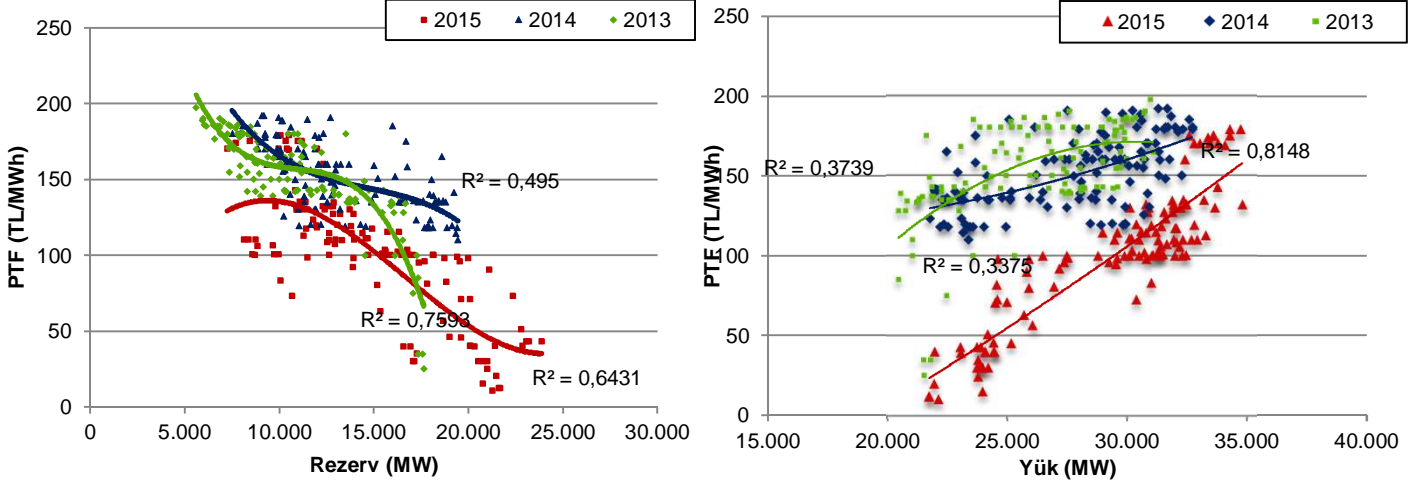 2015 2014 2013
250
200
150
100
50
0
PTF (TL/MWh)
R² = 0,495
R² = 0,7593
R² = 0,6431
0 5.000 10.000 15.000 20.000 25.000 30.000
Rezerv (MW)
2015 2014 2013
250
200
150
100
50
0
PTF (TL/MWh)
R² = 0,3739
R² = 0,8148
R² = 0,3375
15.000 20.000 25.000 30.000 35.000 40.000
Yük (MW)